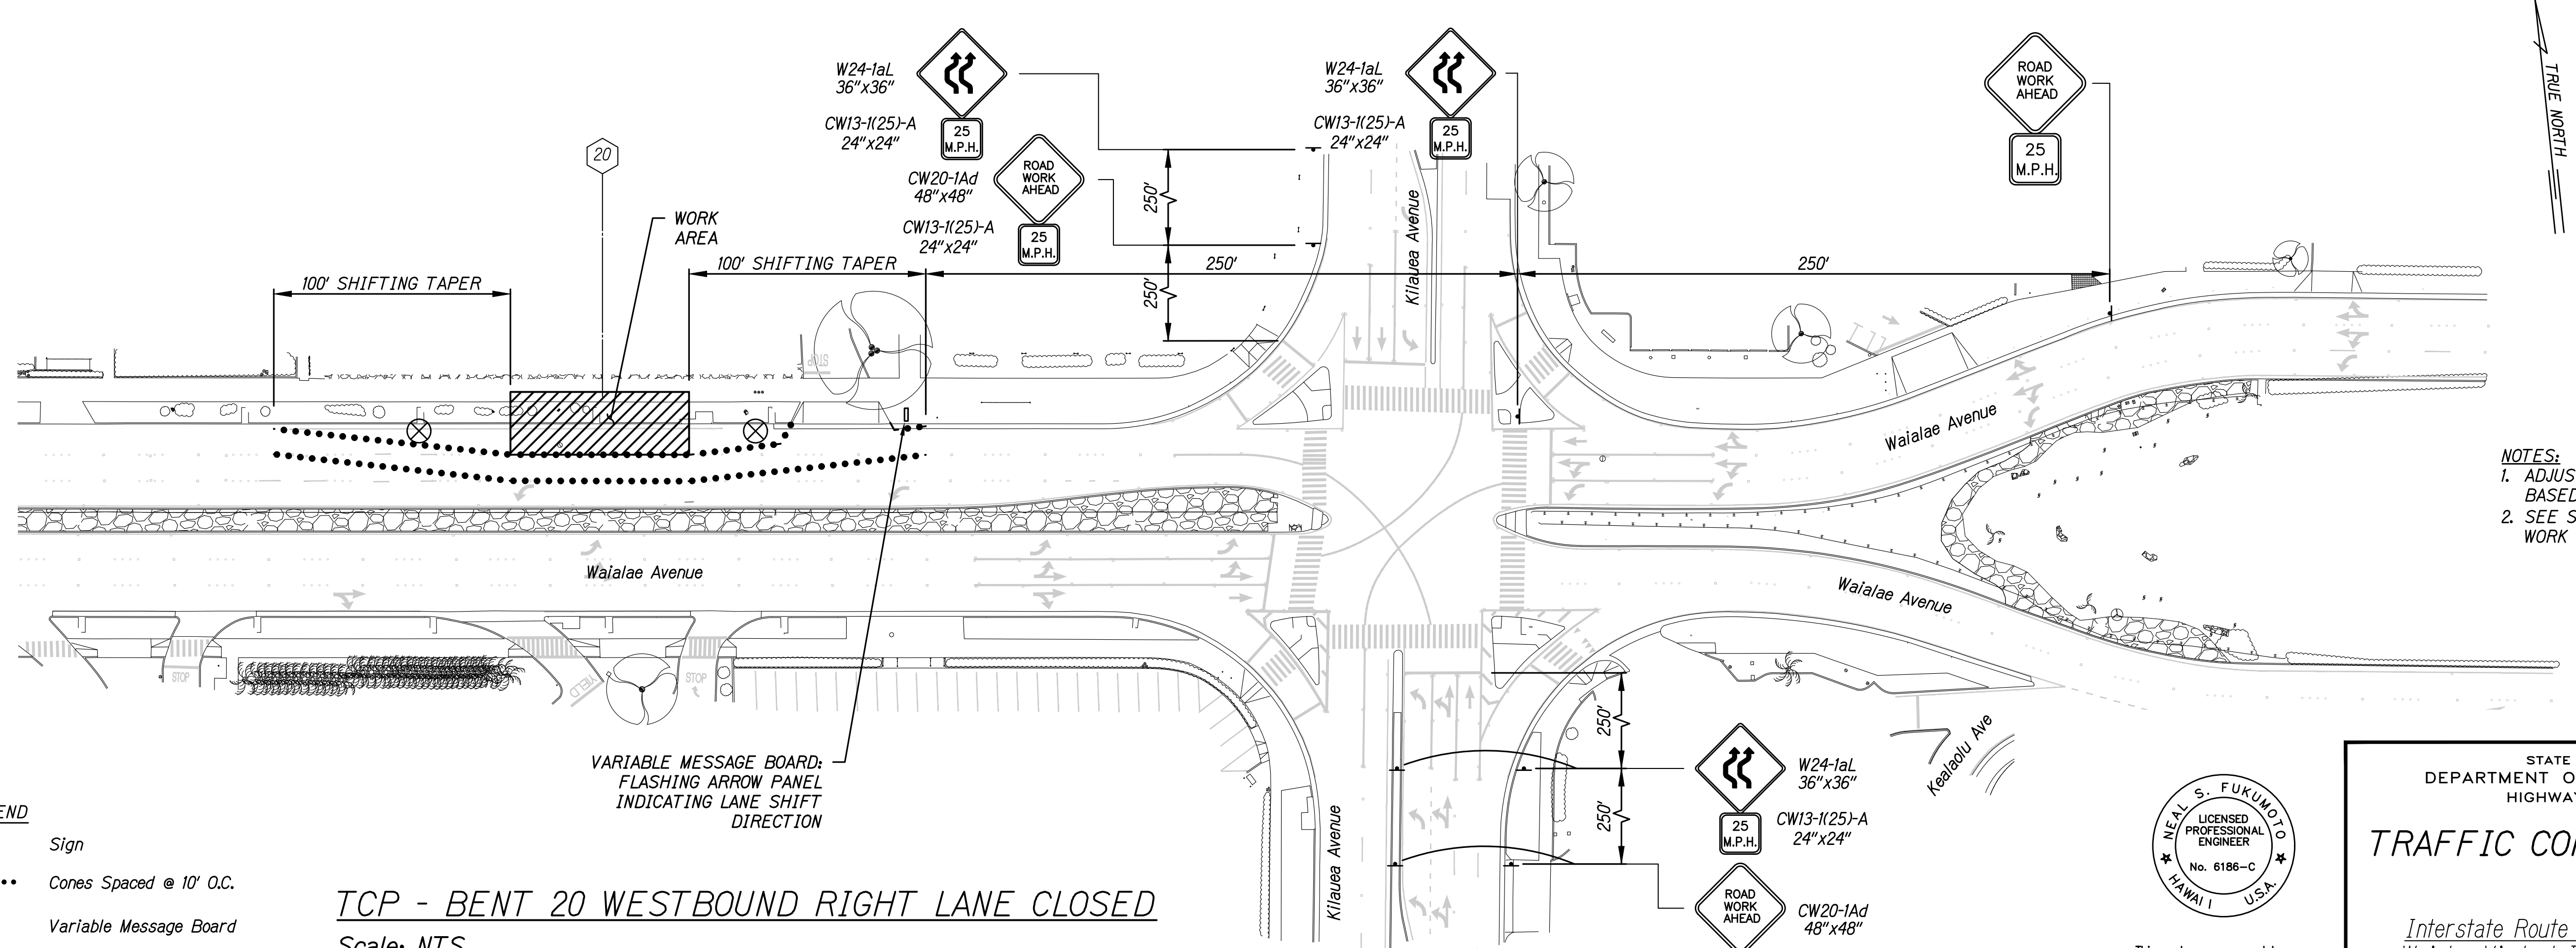 W24-1aL
36"x36"
CW13-1(25)-A
24"x24"
25
M.P.H.
CW20-1Ad
48"x48"
ROAD
WORK
AHEAD
CW13-1(25)-A
24"x24"
25
M.P.H.
W24-1aL
36"x36"
CW13-1(25)-A
24"x24"
25
M.P.H.
ROAD
WORK
AHEAD
25
M.P.H.
TRUE NORTH
20
WORK
AREA
100' SHIFTING TAPER
100' SHIFTING TAPER
250'
250'
250'
250'
Kilauea Avenue
STOP
Waialae Avenue
Waialae Avenue
Waialae Avenue
NOTES:
1. ADJUS
BASED
2. SEE S
WORK
STOP
YIELD
STOP
VARIABLE MESSAGE BOARD:
FLASHING ARROW PANEL
INDICATING LANE SHIFT
DIRECTION
250'
250'
Kilauea Avenue
Kealaolu Ave
W24-1aL
36"x36"
CW13-1(25)-A
24"x24"
25
M.P.H.
ROAD
WORK
AHEAD
CW20-1Ad
48"x48"
END
Sign
Cones Spaced @ 10' O.C.
Variable Message Board
TCP - BENT 20 WESTBOUND RIGHT LANE CLOSED
Scale: NTS
NEAL S. FUKUMOTO
LICENSED
PROFESSIONAL
ENGINEER
No. 6186-C
HAWAII U.S.A.
STATE
DEPARTMENT O
HIGHWA
TRAFFIC CO
Interstate Route